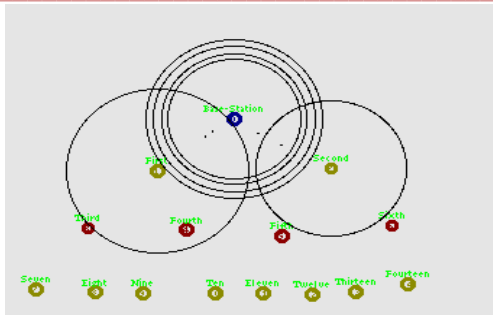 Base-Station
First
Second
Third
Fourth
Fifth
Sixth
Seven
Eight
Nine
Ten
Eleven
Twelve
Thirteen
Fourteen